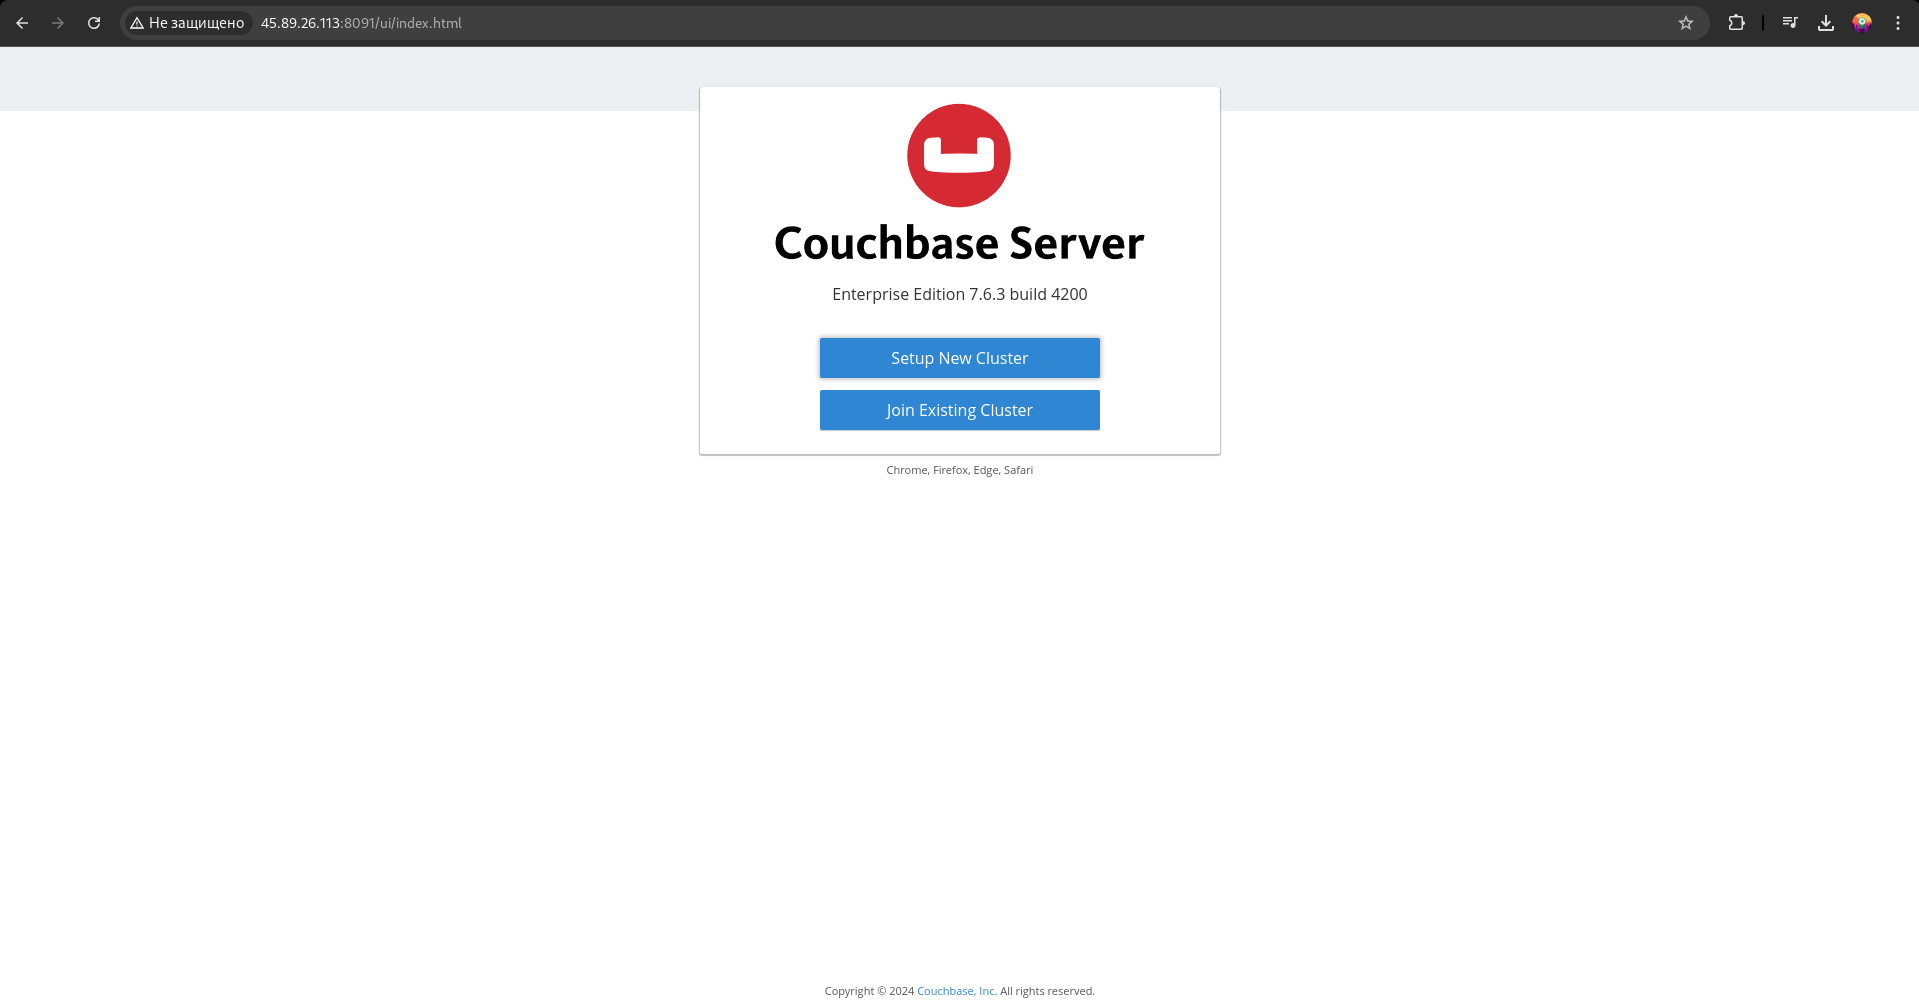 Не защищено 45.89.26.113:8091/ui/index.html
Couchbase Server
Enterprise Edition 7.6.3 build 4200
Setup New Cluster
Join Existing Cluster
Chrome, Firefox, Edge, Safari
Copyright © 2024 Couchbase, Inc. All rights reserved.